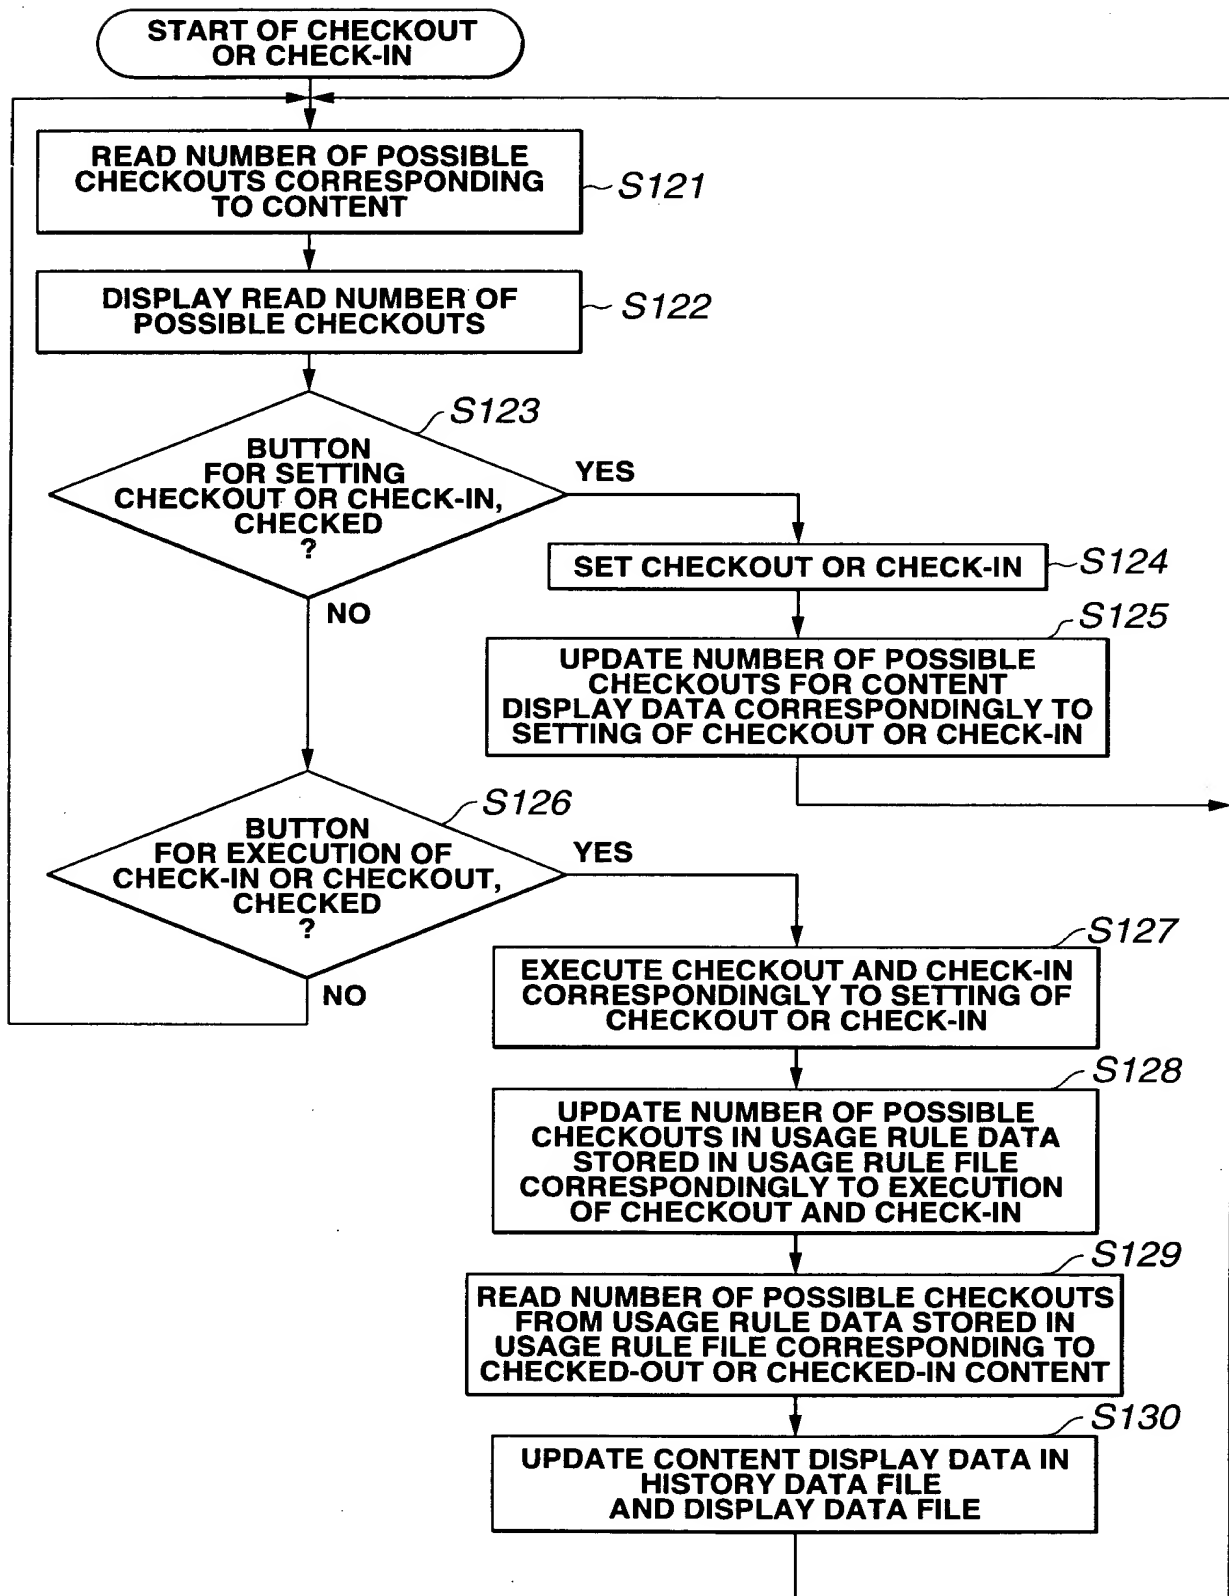 START OF CHECKOUT
OR CHECK-IN
READ NUMBER OF POSSIBLE
CHECKOUTS CORRESPONDING
TO CONTENT
S121
DISPLAY READ NUMBER OF
POSSIBLE CHECKOUTS
S122
S123
BUTTON
FOR SETTING
CHECKOUT OR CHECK-IN,
CHECKED
?
YES
NO
SET CHECKOUT OR CHECK-IN
S124
S125
UPDATE NUMBER OF POSSIBLE
CHECKOUTS FOR CONTENT
DISPLAY DATA CORRESPONDINGLY TO
SETTING OF CHECKOUT OR CHECK-IN
S126
BUTTON
FOR EXECUTION OF
CHECK-IN OR CHECKOUT,
CHECKED
?
YES
NO
S127
EXECUTE CHECKOUT AND CHECK-IN
CORRESPONDINGLY TO SETTING OF
CHECKOUT OR CHECK-IN
S128
UPDATE NUMBER OF POSSIBLE
CHECKOUTS IN USAGE RULE DATA
STORED IN USAGE RULE FILE
CORRESPONDINGLY TO EXECUTION
OF CHECKOUT AND CHECK-IN
S129
READ NUMBER OF POSSIBLE CHECKOUTS
FROM USAGE RULE DATA STORED IN
USAGE RULE FILE CORRESPONDING TO
CHECKED-OUT OR CHECKED-IN CONTENT
S130
UPDATE CONTENT DISPLAY DATA IN
HISTORY DATA FILE
AND DISPLAY DATA FILE